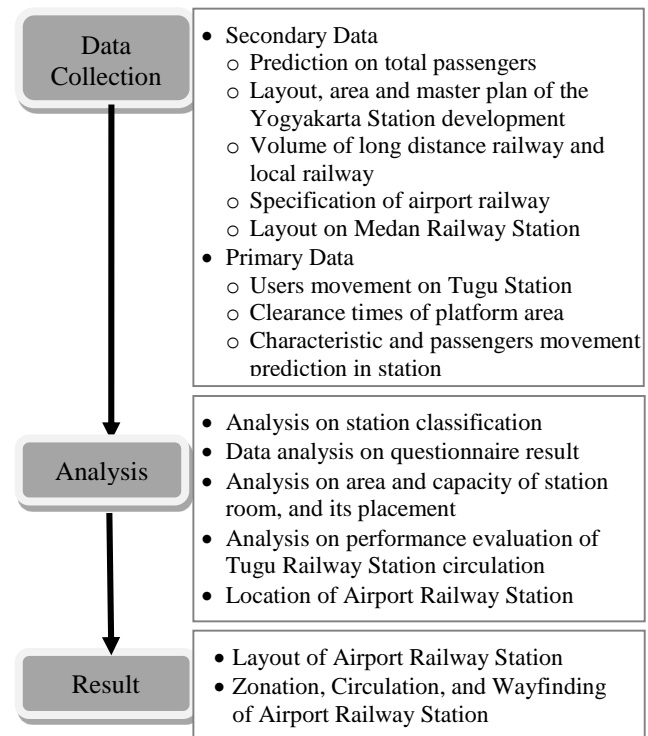 Data
Collection
• Secondary Data
o Prediction on total passengers
o Layout, area and master plan of the
Yogyakarta Station development
o Volume of long distance railway and
local railway
o Specification of airport railway
o Layout on Medan Railway Station
• Primary Data
o Users movement on Tugu Station
o Clearance times of platform area
o Characteristic and passengers movement
prediction in station
Analysis
• Analysis on station classification
• Data analysis on questionnaire result
• Analysis on area and capacity of station
room, and its placement
• Analysis on performance evaluation of
Tugu Railway Station circulation
• Location of Airport Railway Station
Result
• Layout of Airport Railway Station
• Zonation, Circulation, and Wayfinding
of Airport Railway Station